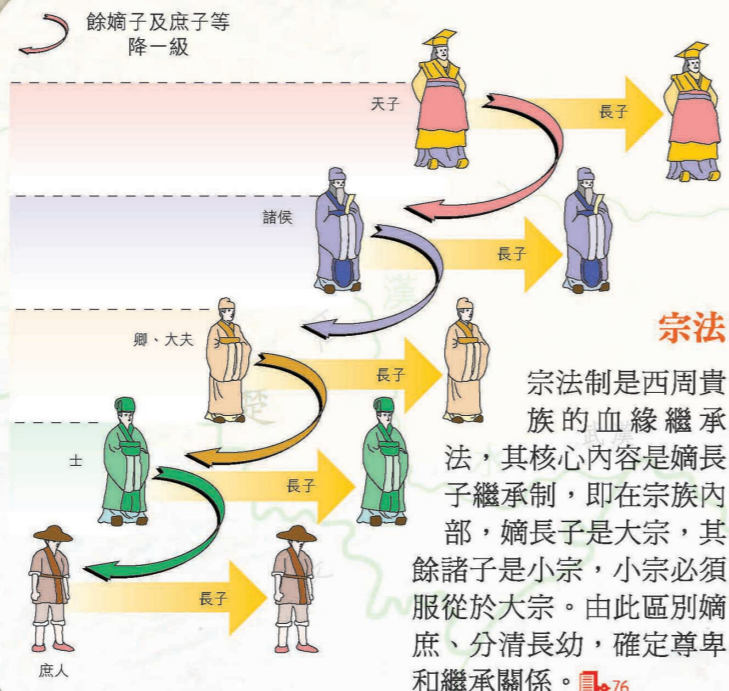 餘嫡子及庶子等
降一級
天子
長子
諸侯
長子
卿、大夫
長子
士
長子
長子
庶人
宗法
宗法制是西周貴
族的血緣繼承
法，其核心內容是嫡長
子繼承制，即在宗族內
部，嫡長子是大宗，其
餘諸子是小宗，小宗必須
服從於大宗。由此區別嫡
庶、分清長幼，確定尊卑
和繼承關係。76
漢
楚
武漢